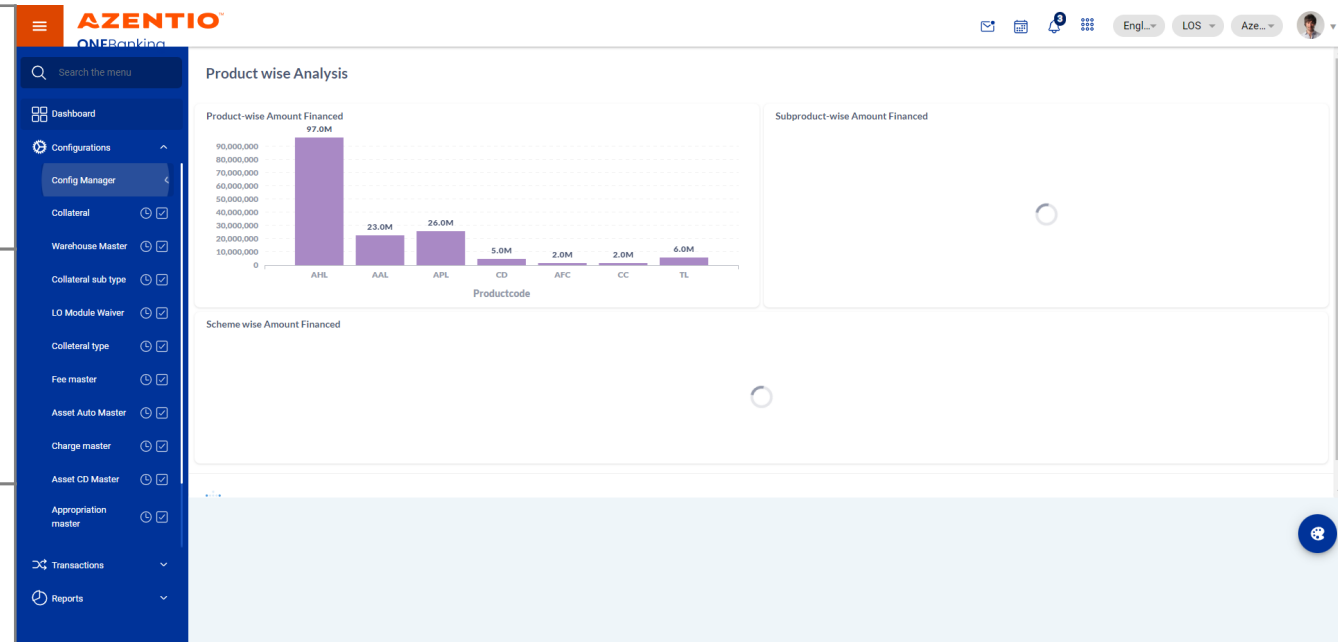 AZENTIO
ONEBanking
3
Engl...
LOS
Aze...
Search the menu
Dashboard
Configurations
Config Manager
Collateral
Warehouse Master
Collateral sub type
LO Module Waiver
Colleteral type
Fee master
Asset Auto Master
Charge master
Asset CD Master
Appropriation
master
Transactions
Reports
Product wise Analysis
Product-wise Amount Financed
97.0M
90,000,000
80,000,000
70,000,000
60,000,000
50,000,000
40,000,000
30,000,000
20,000,000
10,000,000
0
23.0M
26.0M
5.0M
2.0M
2.0M
6.0M
AHL
AAL
APL
CD
AFC
CC
TL
Productcode
Subproduct-wise Amount Financed
Scheme wise Amount Financed